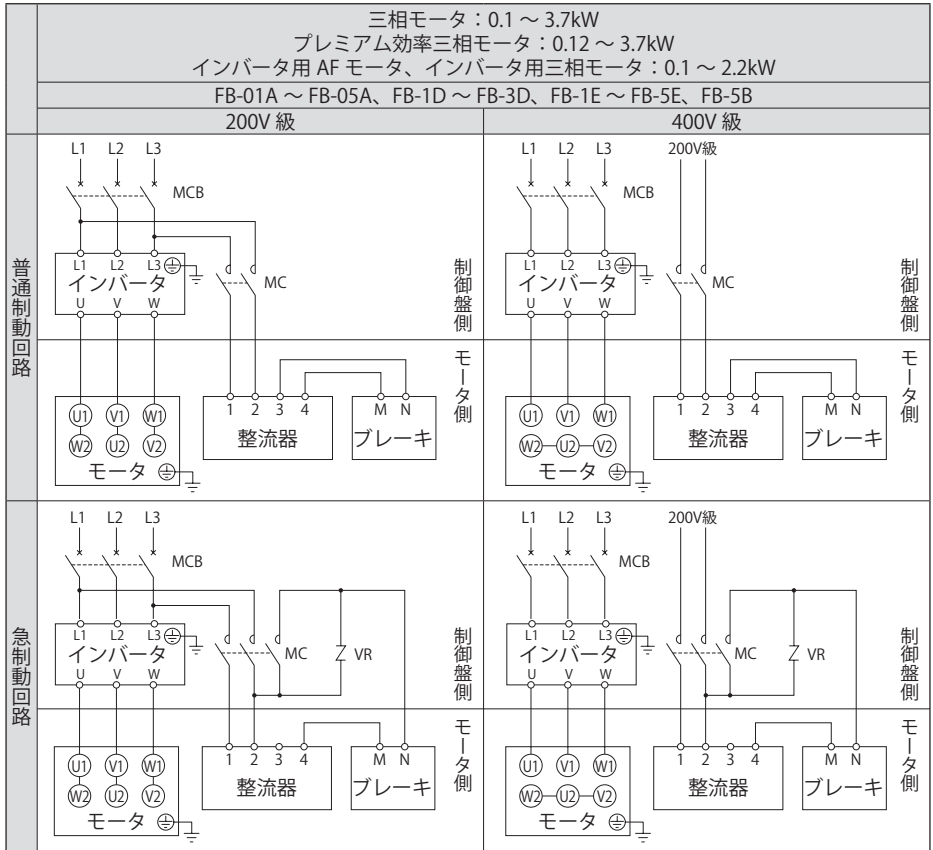 三相モータ：0.1 ～ 3.7kW
プレミアム効率三相モータ：0.12 ～ 3.7kW
インバータ用 AF モータ、インバータ用三相モータ：0.1 ～ 2.2kW
FB-01A ～ FB-05A、FB-1D ～ FB-3D、FB-1E ～ FB-5E、FB-5B
200V 級
400V 級
普通制動回路
L1 L2 L3
MCB
L1 L2 L3
インバータ
U V W
MC
制御盤側
モータ側
U1 V1 W1
W2 U2 V2
モータ
1 2 3 4
整流器
M N
ブレーキ
L1 L2 L3
200V級
MCB
L1 L2 L3
インバータ
U V W
MC
制御盤側
モータ側
U1 V1 W1
W2 U2 V2
モータ
1 2 3 4
整流器
M N
ブレーキ
急制動回路
L1 L2 L3
MCB
L1 L2 L3
インバータ
U V W
MC
VR
制御盤側
モータ側
U1 V1 W1
W2 U2 V2
モータ
1 2 3 4
整流器
M N
ブレーキ
L1 L2 L3
200V級
MCB
L1 L2 L3
インバータ
U V W
MC
VR
制御盤側
モータ側
U1 V1 W1
W2 U2 V2
モータ
1 2 3 4
整流器
M N
ブレーキ